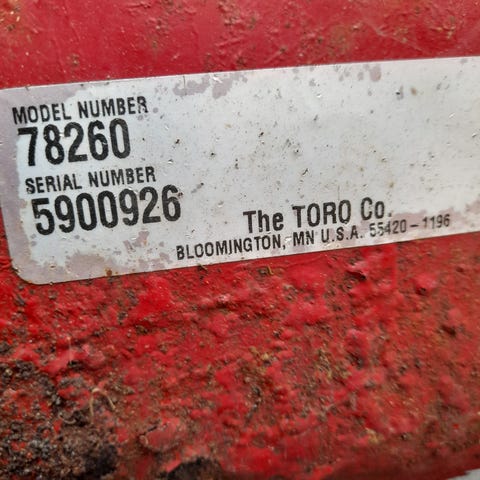 MODEL NUMBER
78260
SERIAL NUMBER
5900926
The TORO Co.
BLOOMINGTON, MN U.S.A. 55420-1196